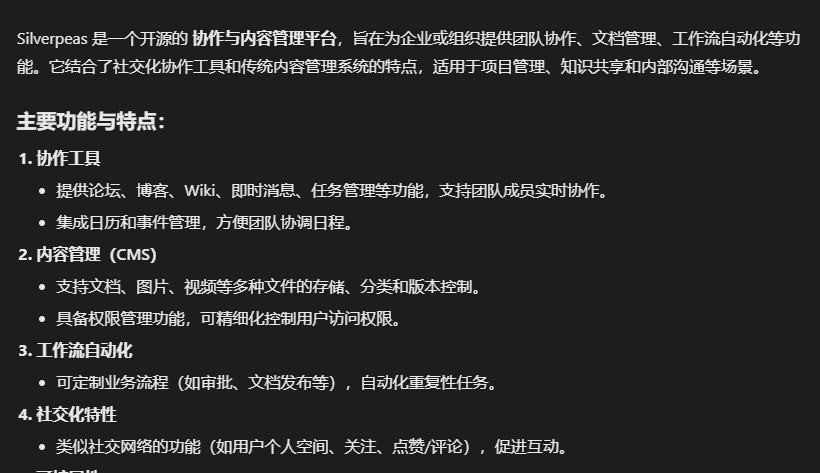 Silverpeas 是一个开源的 协作与内容管理平台，旨在为企业或组织提供团队协作、文档管理、工作流自动化等功
能。它结合了社交化协作工具和传统内容管理系统的特点，适用于项目管理、知识共享和内部沟通等场景。
主要功能与特点：
1. 协作工具
• 提供论坛、博客、Wiki、即时消息、任务管理等功能，支持团队成员实时协作。
• 集成日历和事件管理，方便团队协调日程。
2. 内容管理（CMS）
• 支持文档、图片、视频等多种文件的存储、分类和版本控制。
• 具备权限管理功能，可精细化控制用户访问权限。
3. 工作流自动化
• 可定制业务流程（如审批、文档发布等），自动化重复性任务。
4. 社交化特性
• 类似社交网络的功能（如用户个人空间、关注、点赞/评论），促进互动。